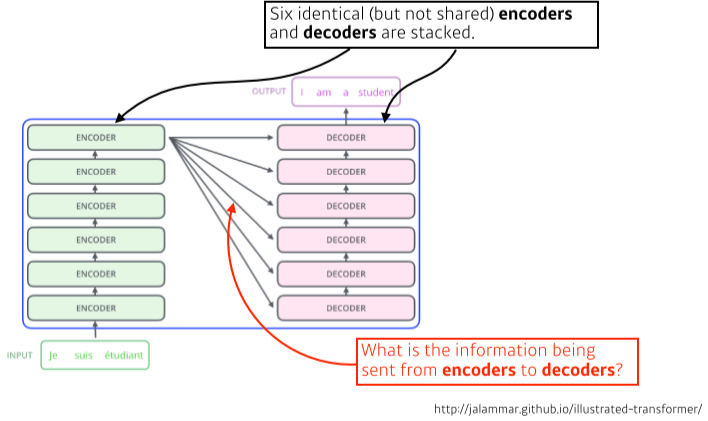 Six identical (but not shared) encoders
and decoders are stacked.
OUTPUT I am a student
ENCODER DECODER
ENCODER DECODER
ENCODER DECODER
ENCODER DECODER
ENCODER DECODER
ENCODER DECODER
INPUT Je suis étudiant
What is the information being
sent from encoders to decoders?
http://jalammar.github.io/illustrated-transformer/